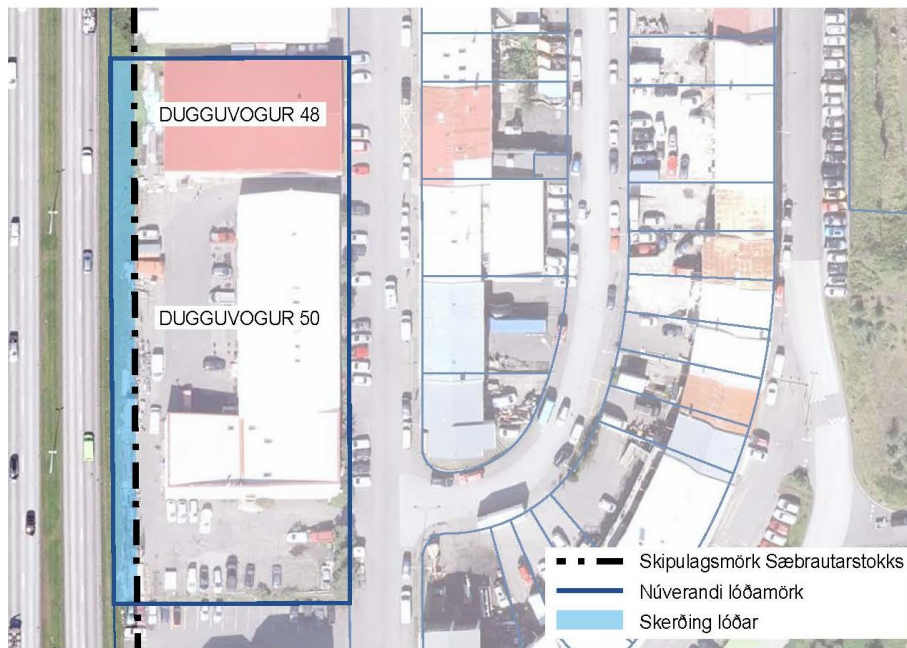 DUGGUVOGUR 48
DUGGUVOGUR 50
Skipulagsmörk Sæbrautarstokks
Núverandi lóðamörk
Skerðing lóðar